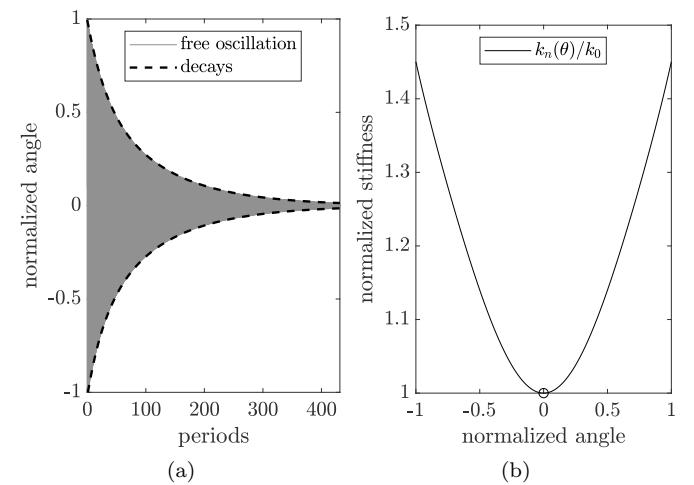 1
0.5
0
-0.5
-1
normalized angle
free oscillation
decays
0 100 200 300 400
periods
(a)
1.5
1.4
1.3
1.2
1.1
1
normalized stiffness
k_n(θ)/k_0
-1 -0.5 0 0.5 1
normalized angle
(b)